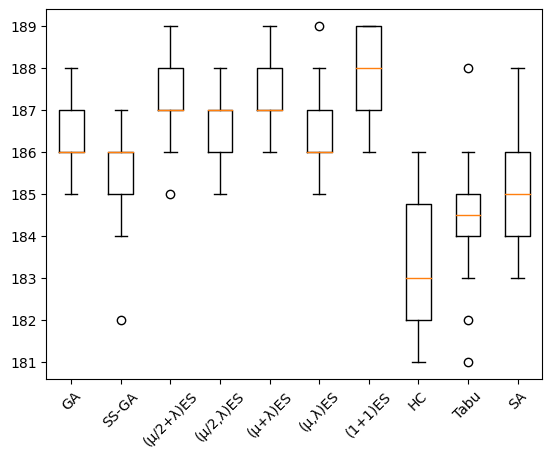 189
188
187
186
185
184
183
182
181
GA
SS-GA
(μ/2+λ)ES
(μ/2,λ)ES
(μ+λ)ES
(μ,λ)ES
(1+1)ES
HC
Tabu
SA